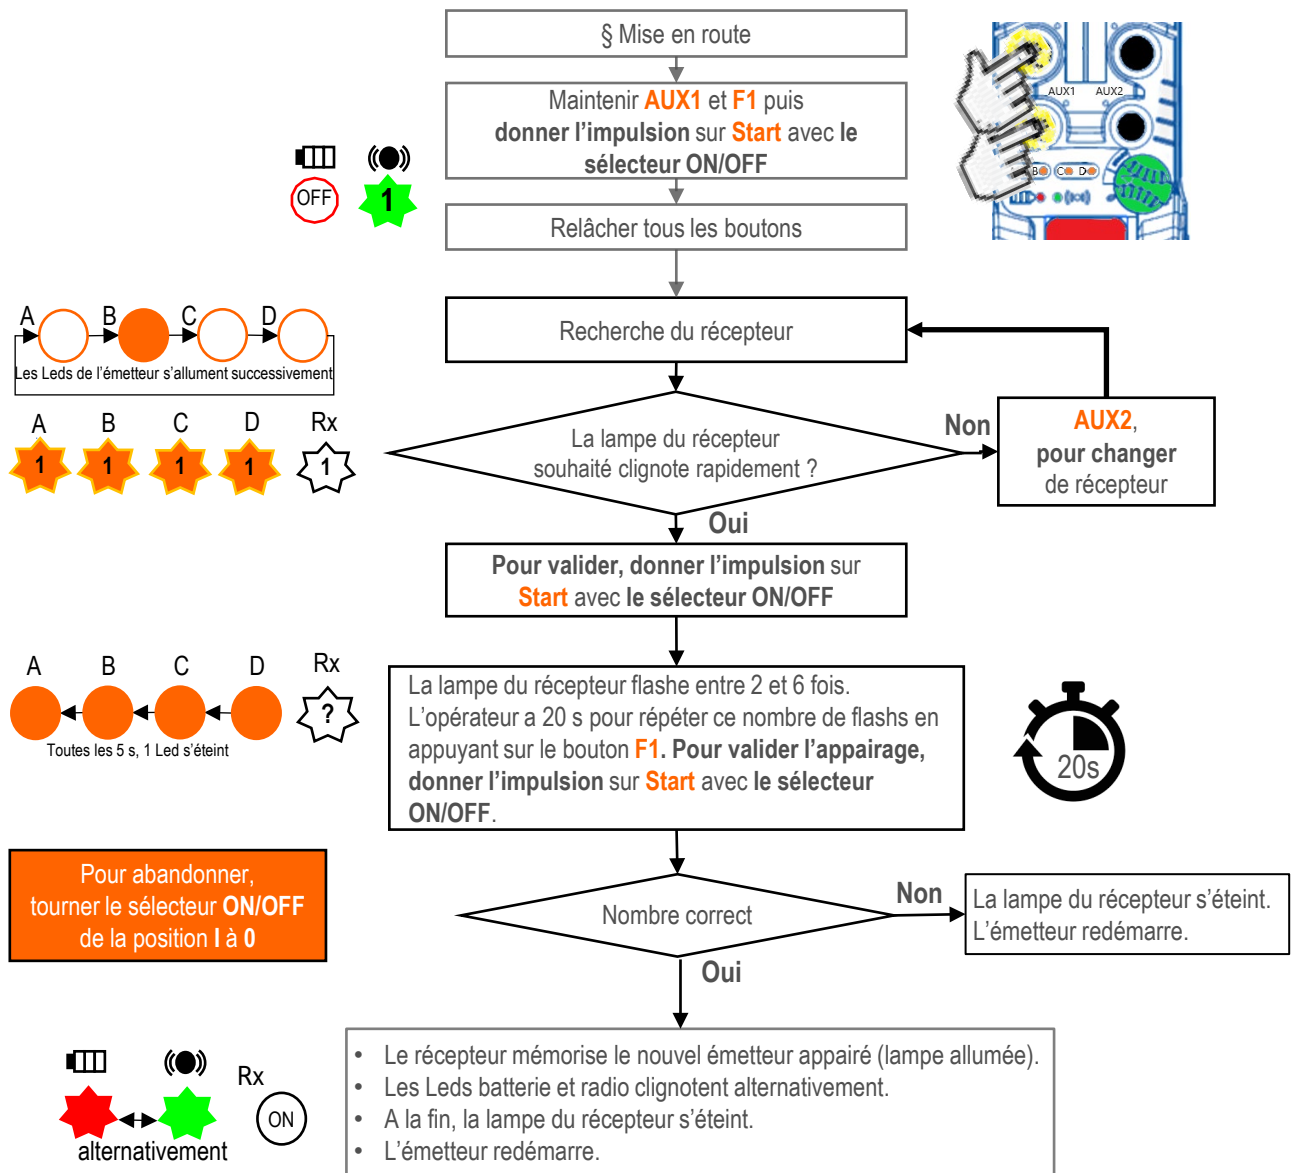 § Mise en route
Maintenir AUX1 et F1 puis
donner l'impulsion sur Start avec le
sélecteur ON/OFF
OFF
1
AUX1 AUX2
B C D
Relâcher tous les boutons
A B C D
Les Leds de l'émetteur s'allument successivement
Recherche du récepteur
A B C D Rx
1 1 1 1 1
La lampe du récepteur
souhaité clignote rapidement ?
Non
AUX2,
pour changer
de récepteur
Oui
Pour valider, donner l'impulsion sur
Start avec le sélecteur ON/OFF
A B C D Rx
?
Toutes les 5 s, 1 Led s'éteint
La lampe du récepteur flashe entre 2 et 6 fois.
L'opérateur a 20 s pour répéter ce nombre de flashs en
appuyant sur le bouton F1. Pour valider l'appairage,
donner l'impulsion sur Start avec le sélecteur
ON/OFF.
20s
Pour abandonner,
tourner le sélecteur ON/OFF
de la position I à 0
Nombre correct
Non
La lampe du récepteur s'éteint.
L'émetteur redémarre.
Oui
Rx
ON
alternativement
• Le récepteur mémorise le nouvel émetteur appairé (lampe allumée).
• Les Leds batterie et radio clignotent alternativement.
• A la fin, la lampe du récepteur s'éteint.
• L'émetteur redémarre.